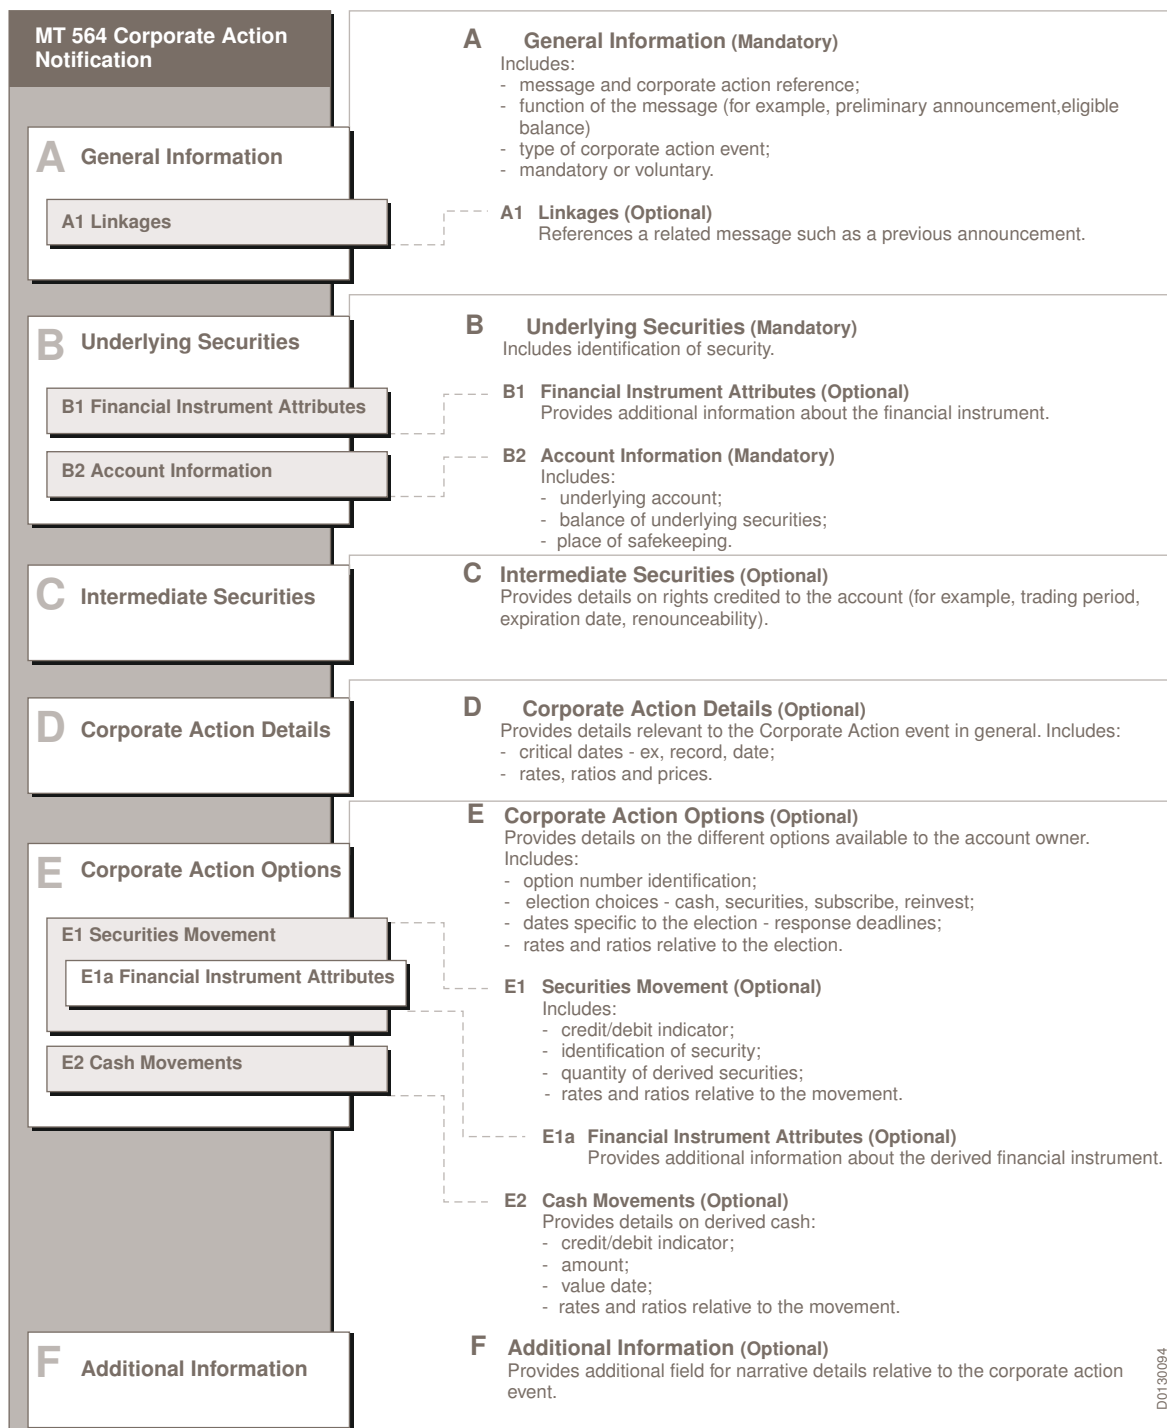 MT 564 Corporate Action
Notification
A General Information
A1 Linkages
B Underlying Securities
B1 Financial Instrument Attributes
B2 Account Information
C Intermediate Securities
D Corporate Action Details
E Corporate Action Options
E1 Securities Movement
E1a Financial Instrument Attributes
E2 Cash Movements
F Additional Information
A General Information (Mandatory)
Includes:
- message and corporate action reference;
- function of the message (for example, preliminary announcement,eligible
balance)
- type of corporate action event;
- mandatory or voluntary.
A1 Linkages (Optional)
References a related message such as a previous announcement.
B Underlying Securities (Mandatory)
Includes identification of security.
B1 Financial Instrument Attributes (Optional)
Provides additional information about the financial instrument.
B2 Account Information (Mandatory)
Includes:
- underlying account;
- balance of underlying securities;
- place of safekeeping.
C Intermediate Securities (Optional)
Provides details on rights credited to the account (for example, trading period,
expiration date, renounceability).
D Corporate Action Details (Optional)
Provides details relevant to the Corporate Action event in general. Includes:
- critical dates - ex, record, date;
- rates, ratios and prices.
E Corporate Action Options (Optional)
Provides details on the different options available to the account owner.
Includes:
- option number identification;
- election choices - cash, securities, subscribe, reinvest;
- dates specific to the election - response deadlines;
- rates and ratios relative to the election.
E1 Securities Movement (Optional)
Includes:
- credit/debit indicator;
- identification of security;
- quantity of derived securities;
- rates and ratios relative to the movement.
E1a Financial Instrument Attributes (Optional)
Provides additional information about the derived financial instrument.
E2 Cash Movements (Optional)
Provides details on derived cash:
- credit/debit indicator;
- amount;
- value date;
- rates and ratios relative to the movement.
F Additional Information (Optional)
Provides additional field for narrative details relative to the corporate action
event.
D0130094